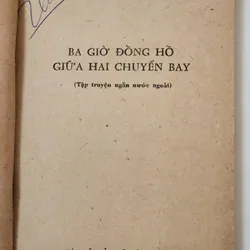 BA GIỜ ĐỒNG HỒ
GIỮA HAI CHUYẾN BAY
(Tập truyện ngắn nước ngoài)